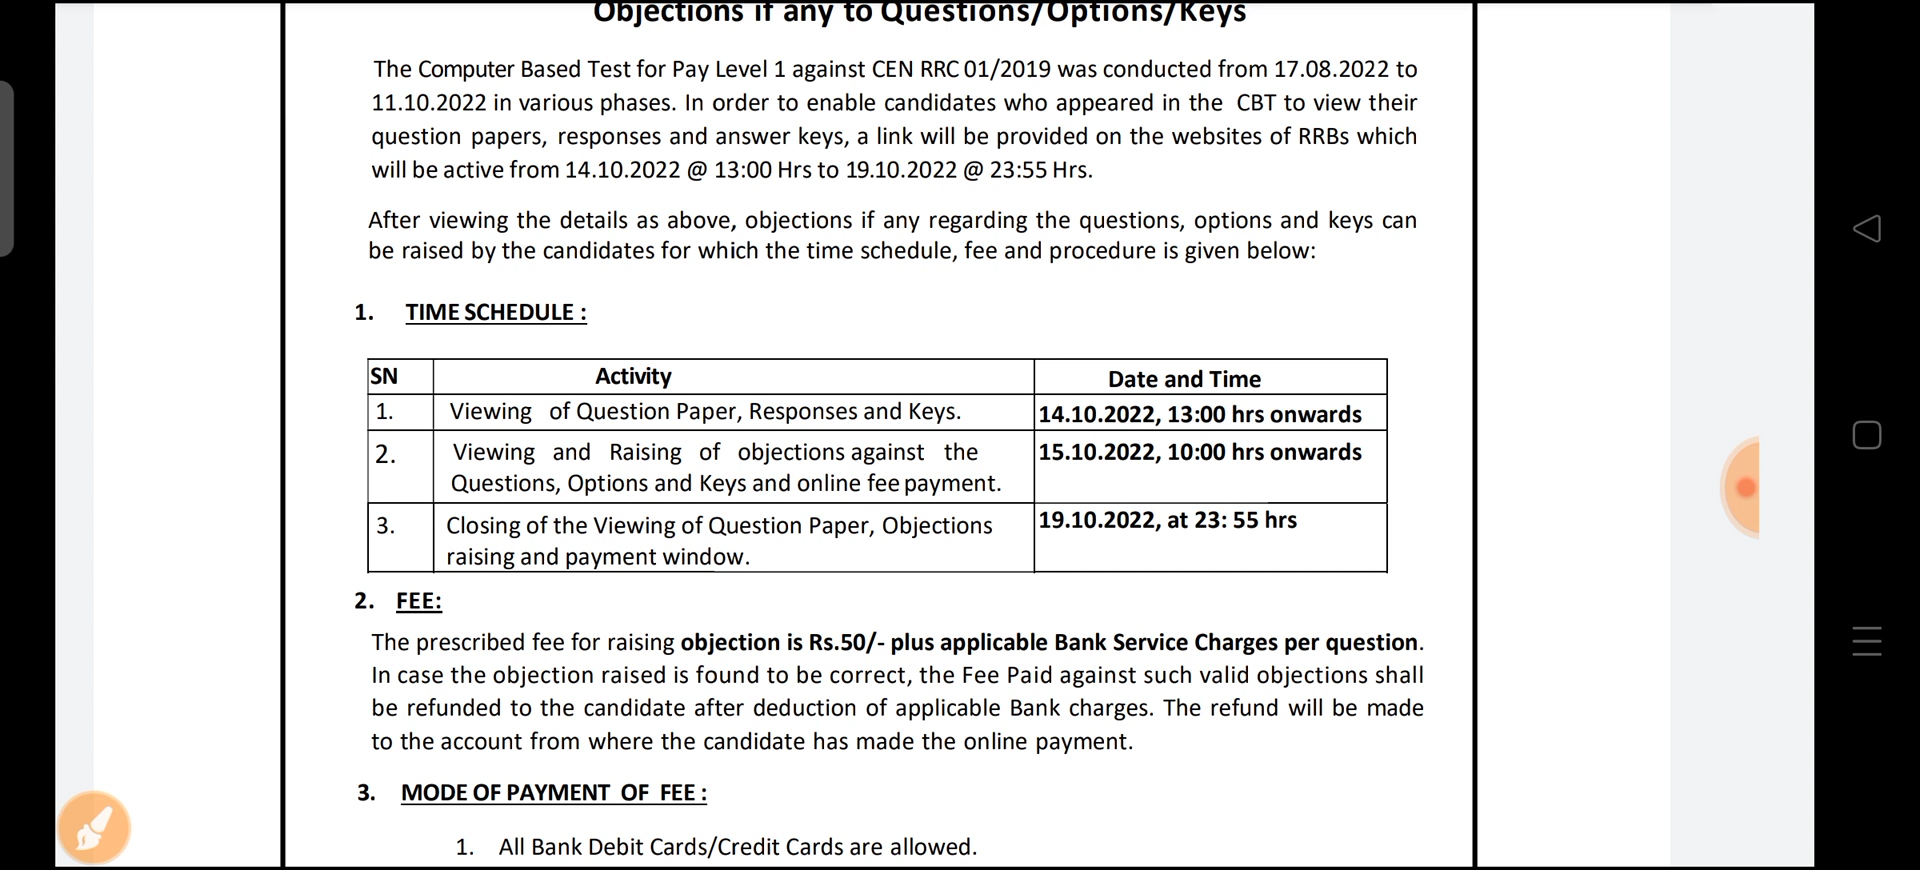 Objections if any to Questions/Options/Keys
The Computer Based Test for Pay Level 1 against CEN RRC 01/2019 was conducted from 17.08.2022 to
11.10.2022 in various phases. In order to enable candidates who appeared in the CBT to view their
question papers, responses and answer keys, a link will be provided on the websites of RRBs which
will be active from 14.10.2022 @ 13:00 Hrs to 19.10.2022 @ 23:55 Hrs.
After viewing the details as above, objections if any regarding the questions, options and keys can
be raised by the candidates for which the time schedule, fee and procedure is given below:
1. TIME SCHEDULE :
SN Activity Date and Time
1. Viewing of Question Paper, Responses and Keys. 14.10.2022, 13:00 hrs onwards
2. Viewing and Raising of objections against the 15.10.2022, 10:00 hrs onwards
Questions, Options and Keys and online fee payment.
3. Closing of the Viewing of Question Paper, Objections 19.10.2022, at 23: 55 hrs
raising and payment window.
2. FEE:
The prescribed fee for raising objection is Rs.50/- plus applicable Bank Service Charges per question.
In case the objection raised is found to be correct, the Fee Paid against such valid objections shall
be refunded to the candidate after deduction of applicable Bank charges. The refund will be made
to the account from where the candidate has made the online payment.
3. MODE OF PAYMENT OF FEE :
1. All Bank Debit Cards/Credit Cards are allowed.